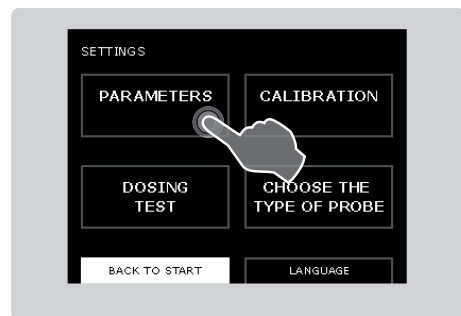 SETTINGS
PARAMETERS
CALIBRATION
DOSING
TEST
CHOOSE THE
TYPE OF PROBE
BACK TO START
LANGUAGE